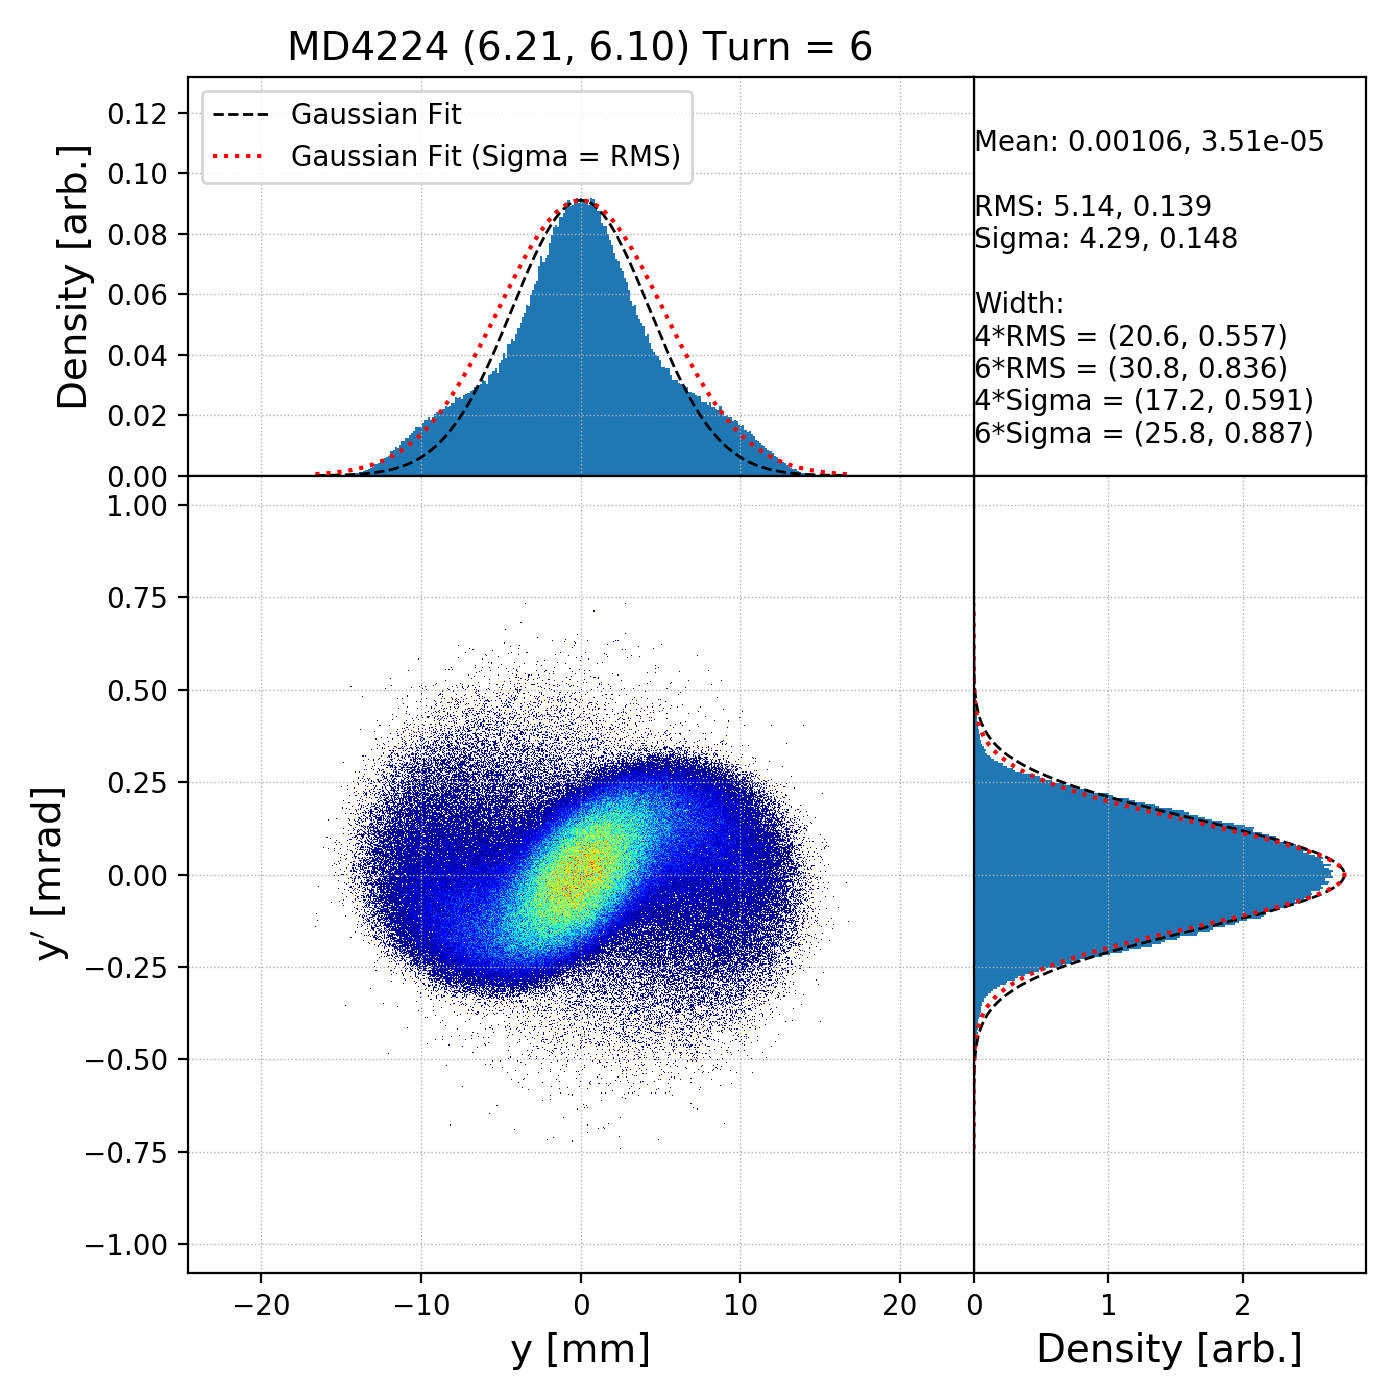 MD4224 (6.21, 6.10) Turn = 6
Density [arb.]
0.12
0.10
0.08
0.06
0.04
0.02
0.00
Gaussian Fit
Gaussian Fit (Sigma = RMS)
Mean: 0.00106, 3.51e-05
RMS: 5.14, 0.139
Sigma: 4.29, 0.148
Width:
4*RMS = (20.6, 0.557)
6*RMS = (30.8, 0.836)
4*Sigma = (17.2, 0.591)
6*Sigma = (25.8, 0.887)
y′ [mrad]
1.00
0.75
0.50
0.25
0.00
−0.25
−0.50
−0.75
−1.00
−20 −10 0 10 20
y [mm]
0 1 2
Density [arb.]